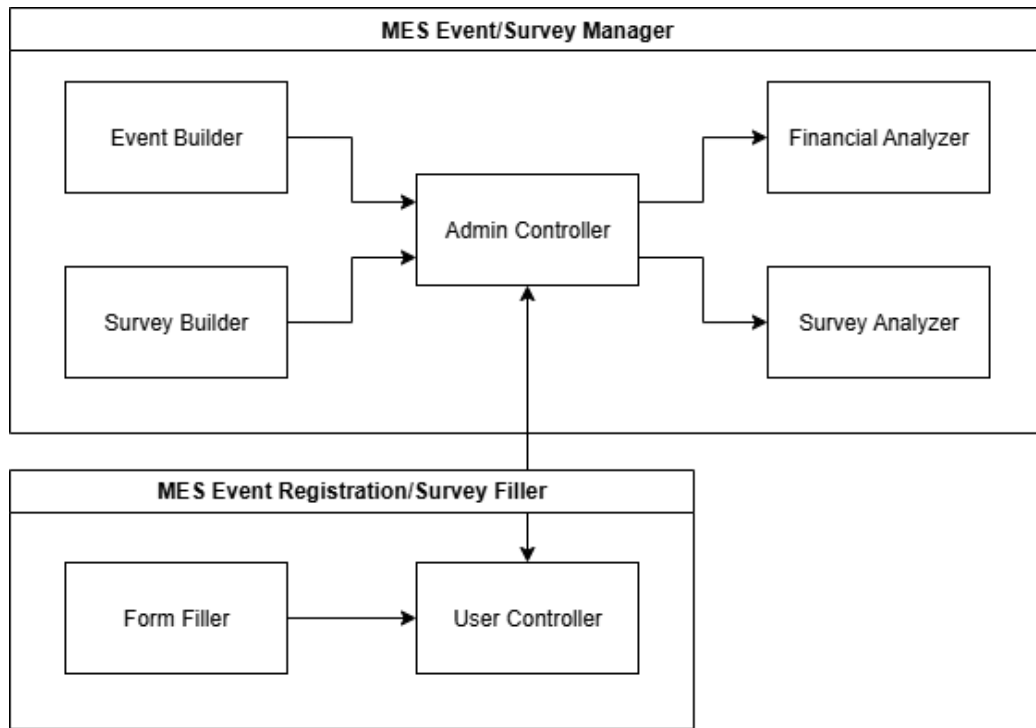 MES Event/Survey Manager
Event Builder
Financial Analyzer
Admin Controller
Survey Builder
Survey Analyzer
MES Event Registration/Survey Filler
Form Filler
User Controller